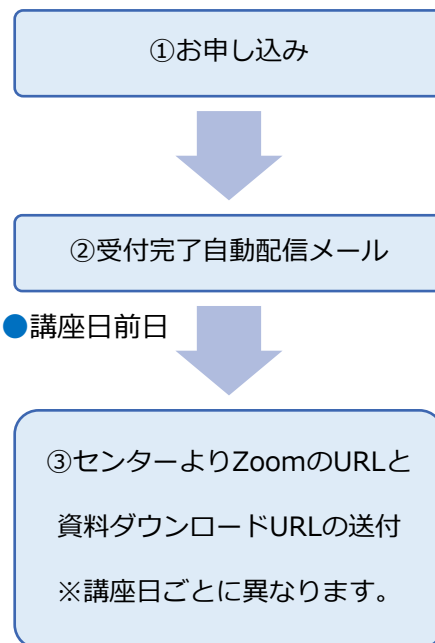 ①お申し込み
②受付完了自動配信メール
●講座日前日
③センターよりZoomのURLと
資料ダウンロードURLの送付
※講座日ごとに異なります。